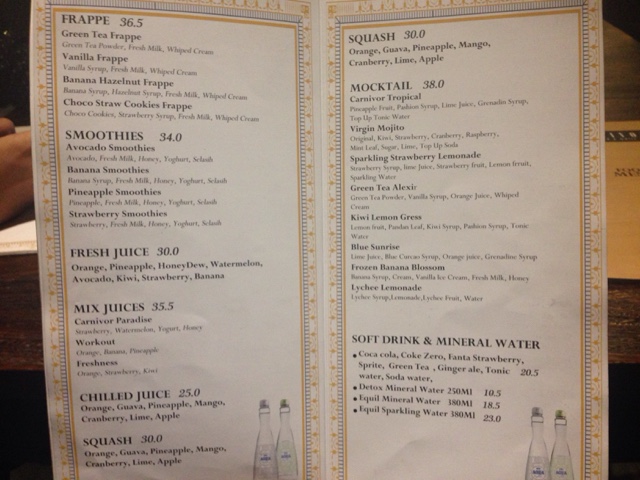 FRAPPE 36.5
Green Tea Frappe
Green Tea Powder, Fresh Milk, Whiped Cream
Vanilla Frappe
Vanilla Syrup, Fresh Milk, Whiped Cream
Banana Hazelnut Frappe
Banana Syrup, Hazelnut Syrup, Fresh Milk, Whiped Cream
Choco Straw Cookies Frappe
Choco Cookies, Strawberry Syrup, Fresh Milk, Whiped Cream
SMOOTHIES 34.0
Avocado Smoothies
Avocado, Fresh Milk, Honey, Yoghurt, Selash
Banana Smoothies
Banana Syrup, Fresh Milk, Honey, Yoghurt, Selash
Pineapple Smoothies
Pineapple, Fresh Milk, Honey, Yoghurt, Selash
Strawberry Smoothies
Strawberry, Fresh Milk, Honey, Yoghurt, Selash
FRESH JUICE 30.0
Orange, Pineapple, HoneyDew, Watermelon,
Avocado, Kiwi, Strawberry, Banana
MIX JUICES 35.5
Carnivor Paradise
Strawberry, Watermelon, Yogurt, Honey
Workout
Orange, Banana, Pineapple
Freshness
Orange, Strawberry, Kiwi
CHILLED JUICE 25.0
Orange, Guava, Pineapple, Mango,
Cranberry, Lime, Apple
SQUASH 30.0
Orange, Guava, Pineapple, Mango,
Cranberry, Lime, Apple
SQUASH 30.0
Orange, Guava, Pineapple, Mango,
Cranberry, Lime, Apple
MOCKTAIL 38.0
Carnivor Tropical
Pineapple Fruit, Pashion Syrup, Lime Juice, Grenadin Syrup,
Top Up Tonic Water
Virgin Mojito
Original, Kiwi, Strawberry, Cranberry, Raspberry,
Mint Leaf, Sugar, Lime, Top Up Soda
Sparkling Strawberry Lemonade
Strawberry Syrup, lime Juice, Strawberry fruit, Lemon fruit,
Sparkling Water
Green Tea Alexir
Green Tea Powder, Vanilla Syrup, Orange Juice, Whiped
Cream
Kiwi Lemon Gress
Lemon fruit, Pandan Leaf, Kiwi Syrup, Pashion Syrup, Tonic
Water
Blue Sunrise
Lime Juice, Blue Curcao Syrup, Orange juice, Grenadine Syrup
Frozen Banana Blossom
Banana Syrup, Cream, Vanilla Ice Cream, Fresh Milk, Honey
Lychee Lemonade
Lychee Syrup,Lemonade,Lychee Fruit, Water
SOFT DRINK & MINERAL WATER
• Coca cola, Coke Zero, Fanta Strawberry,
Sprite, Green Tea , Ginger ale, Tonic 20.5
water, Soda water,
• Detox Mineral Water 250Ml 10.5
• Equil Mineral Water 380Ml 18.5
• Equil Sparkling Water 380Ml 23.0